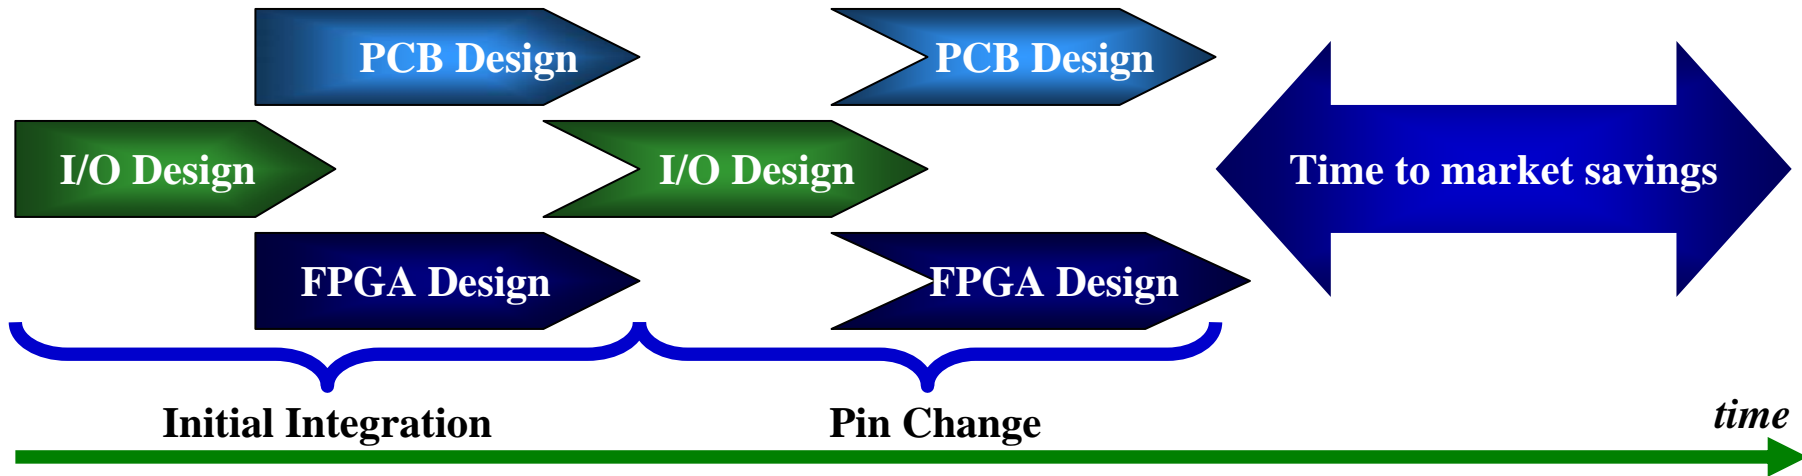 PCB Design
PCB Design
I/O Design
I/O Design
Time to market savings
FPGA Design
FPGA Design
Initial Integration
Pin Change
time